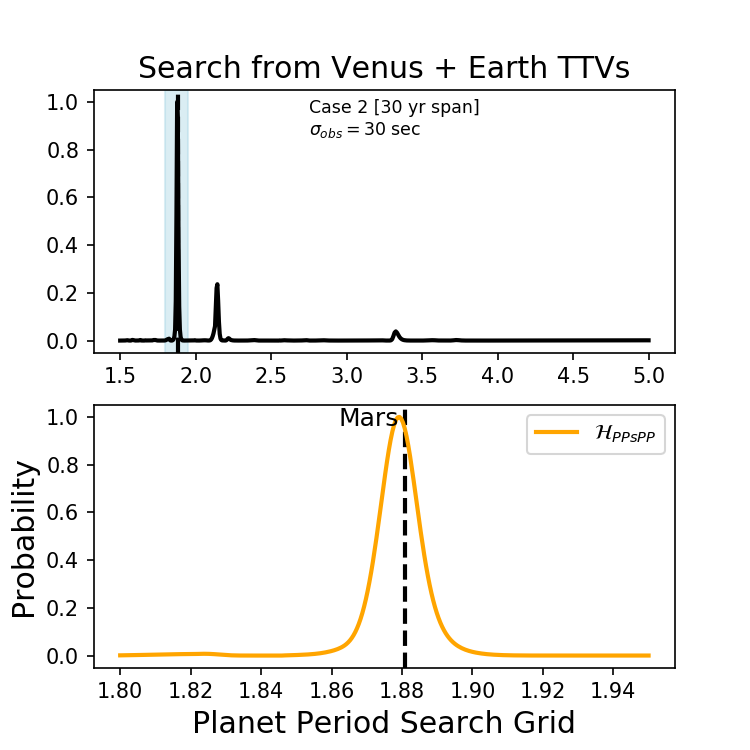 Search from Venus + Earth TTVs
Case 2 [30 yr span]
σ_obs = 30 sec
1.0
0.8
0.6
0.4
0.2
0.0
1.5 2.0 2.5 3.0 3.5 4.0 4.5 5.0
Mars
ℋ_PPsPP
1.0
0.8
0.6
0.4
0.2
0.0
Probability
1.80 1.82 1.84 1.86 1.88 1.90 1.92 1.94
Planet Period Search Grid